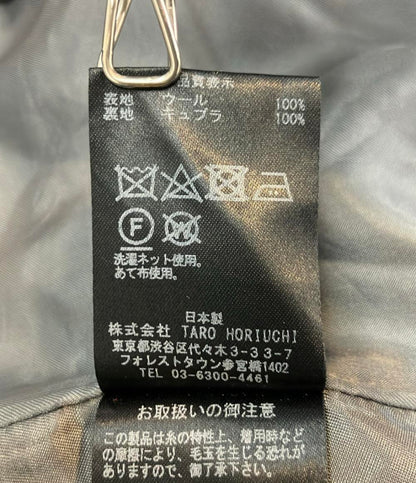 品質表示
表地 ウール 100%
裏地 キュプラ 100%
F W
洗濯ネット使用。
あて布使用。
日本製
株式会社 TARO HORIUCHI
東京都渋谷区代々木3-33-7
フォレストタウン参宮橋1402
TEL 03-6300-4461
お取扱いの御注意
この製品は糸の特性上、着用時など
の摩擦により、毛玉を生じる恐れが
ありますので、御了承下さい。